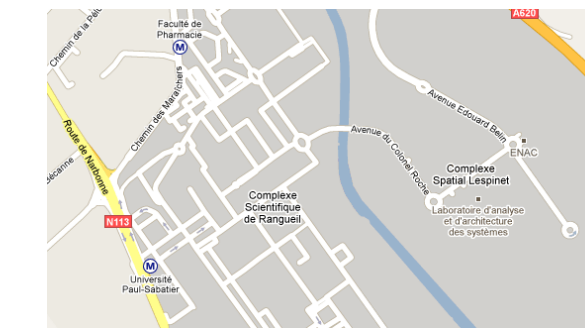 Faculté de
Pharmacie
M
A620
Chemin des Maraîchers
Route de Narbonne
Avenue Edouard Belin
Avenue du Colonel Roche
ENAC
Complexe
Spatial Lespinet
Laboratoire d'analyse
et d'architecture
des systèmes
Complexe
Scientifique
de Rangueil
N113
M
Université
Paul-Sabatier
Chemin de la